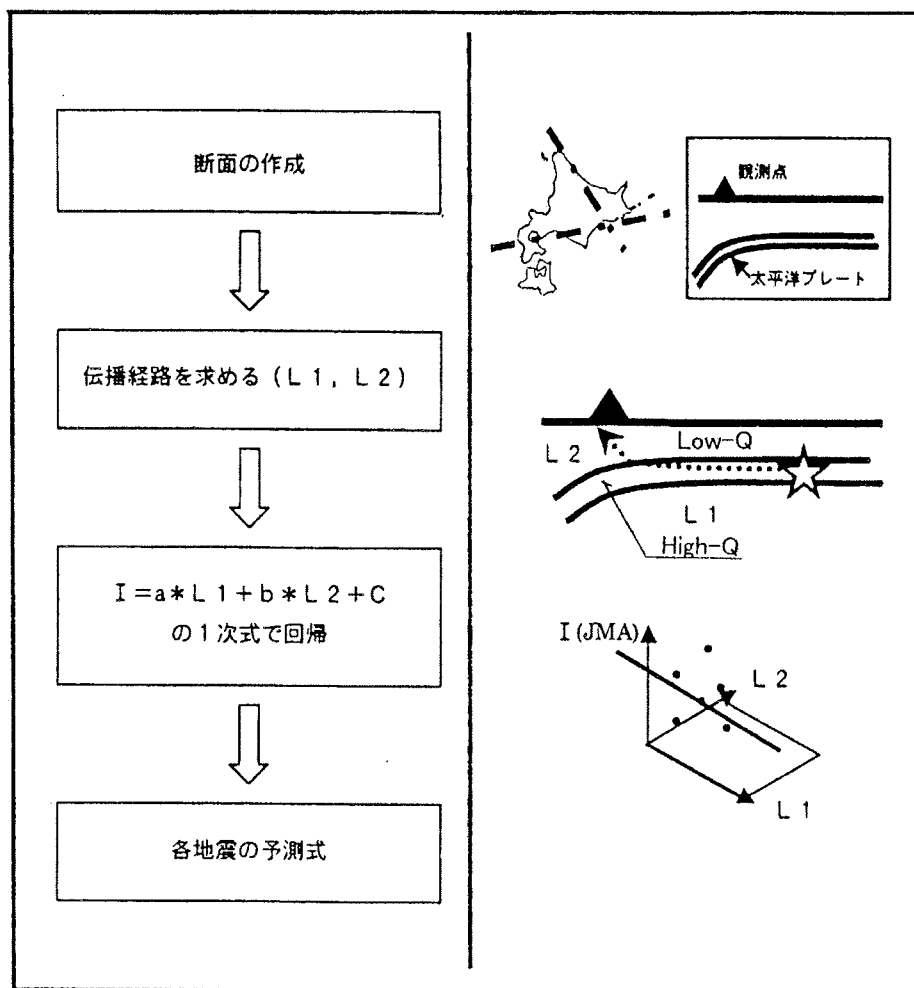 断面の作成
伝播経路を求める（L1，L2）
I＝a＊L1＋b＊L2＋C
の1次式で回帰
各地震の予測式
観測点
太平洋プレート
Low-Q
L2
L1
High-Q
I (JMA)
L2
L1